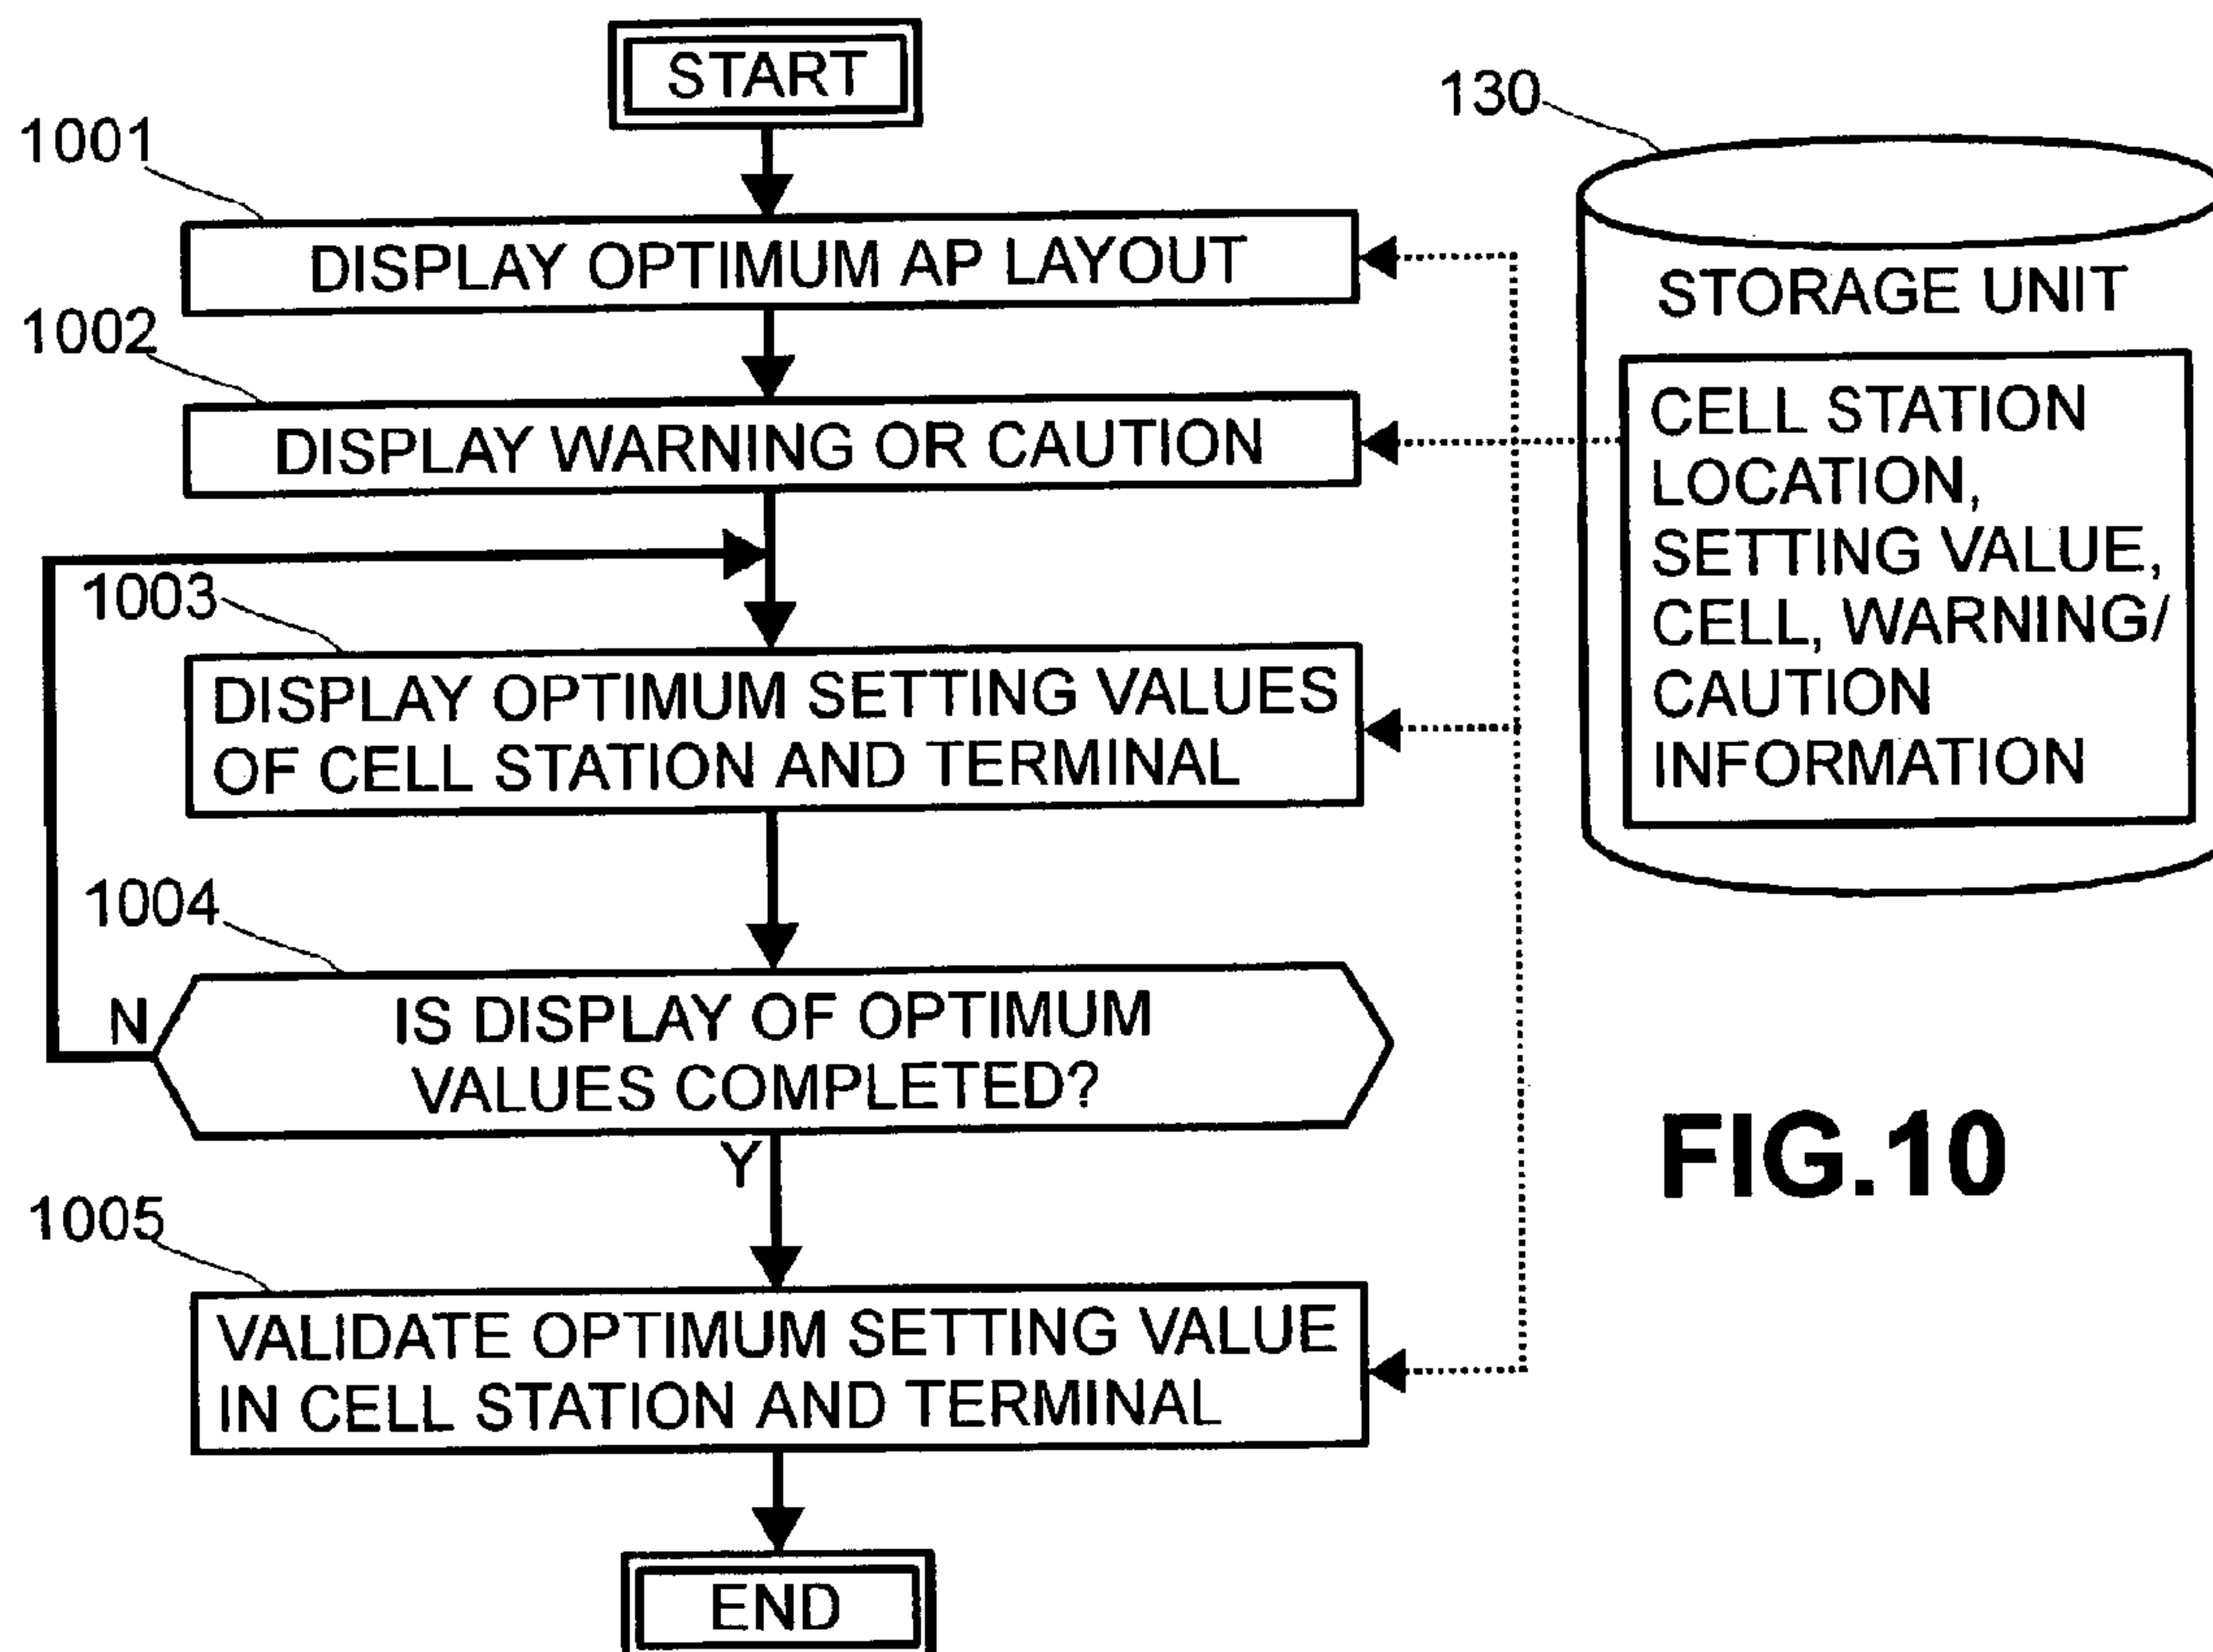 START
130
1001
DISPLAY OPTIMUM AP LAYOUT
STORAGE UNIT
1002
DISPLAY WARNING OR CAUTION
CELL STATION
LOCATION,
SETTING VALUE,
CELL, WARNING/
CAUTION
INFORMATION
1003
DISPLAY OPTIMUM SETTING VALUES
OF CELL STATION AND TERMINAL
1004
N
IS DISPLAY OF OPTIMUM
VALUES COMPLETED?
Y
FIG.10
1005
VALIDATE OPTIMUM SETTING VALUE
IN CELL STATION AND TERMINAL
END